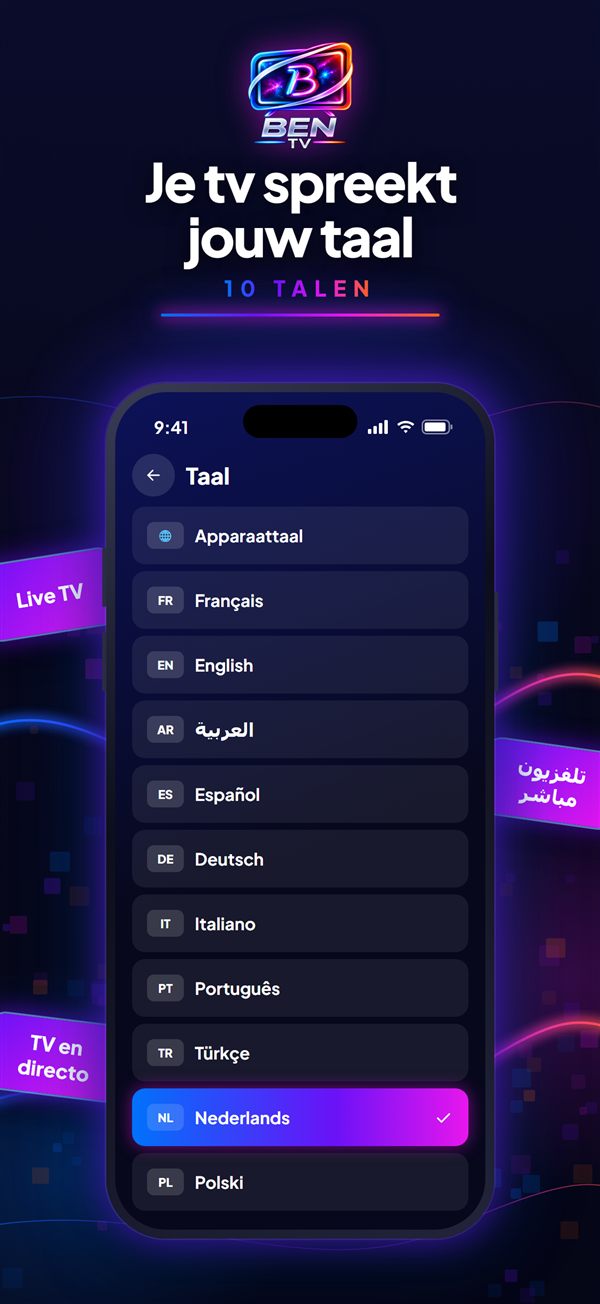 B
BEN
TV
Je tv spreekt
jouw taal
10 TALEN
9:41
Taal
Apparaattaal
FR Français
EN English
AR العربية
ES Español
DE Deutsch
IT Italiano
PT Português
TR Türkçe
NL Nederlands
PL Polski
Live TV
تلفزيون
مباشر
TV en
directo